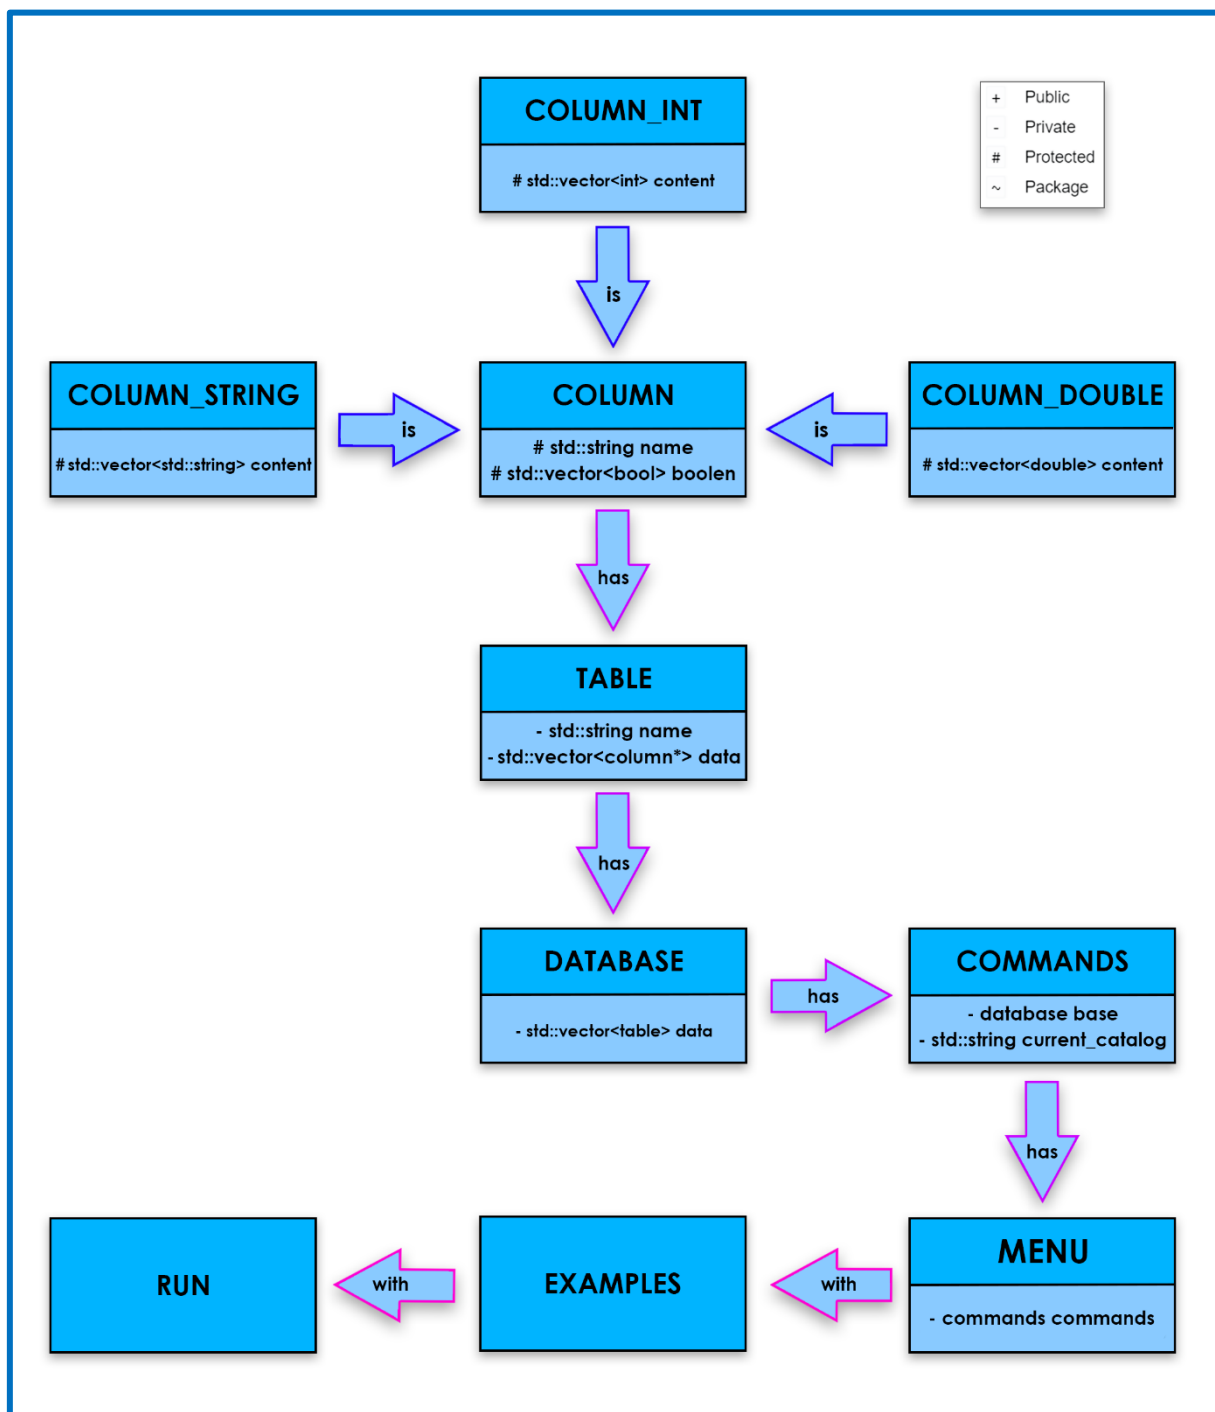 COLUMN_INT
# std::vector<int> content
+ Public
- Private
# Protected
~ Package
is
COLUMN_STRING
# std::vector<std::string> content
is
COLUMN
# std::string name
# std::vector<bool> boolen
is
COLUMN_DOUBLE
# std::vector<double> content
has
TABLE
- std::string name
- std::vector<column*> data
has
DATABASE
- std::vector<table> data
has
COMMANDS
- database base
- std::string current_catalog
has
RUN
with
EXAMPLES
with
MENU
- commands commands